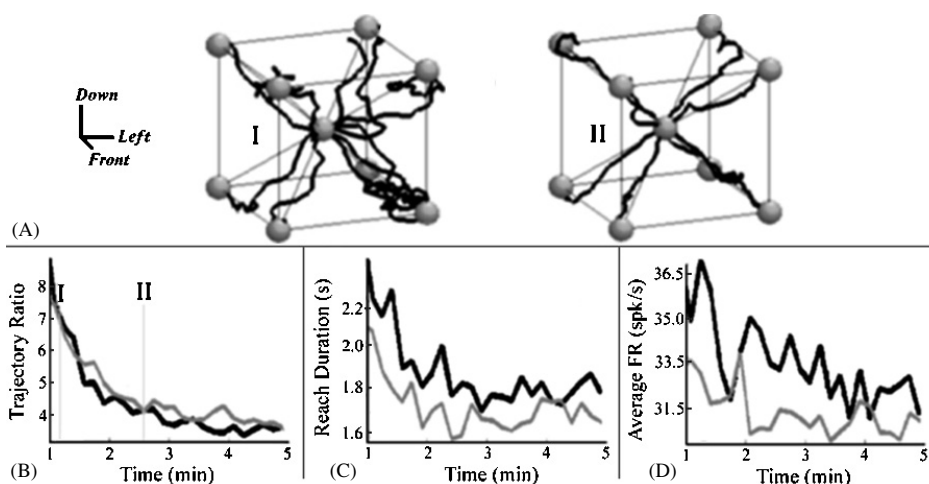 Down
Left
Front
I
II
(A)
Trajectory Ratio
8
7
6
5
4
I
II
1
2
3
4
5
(B)
Time (min)
Reach Duration (s)
2.2
2.0
1.8
1.6
1
2
3
4
5
(C)
Time (min)
Average FR (spk/s)
36.5
35.0
33.5
31.5
1
2
3
4
5
(D)
Time (min)